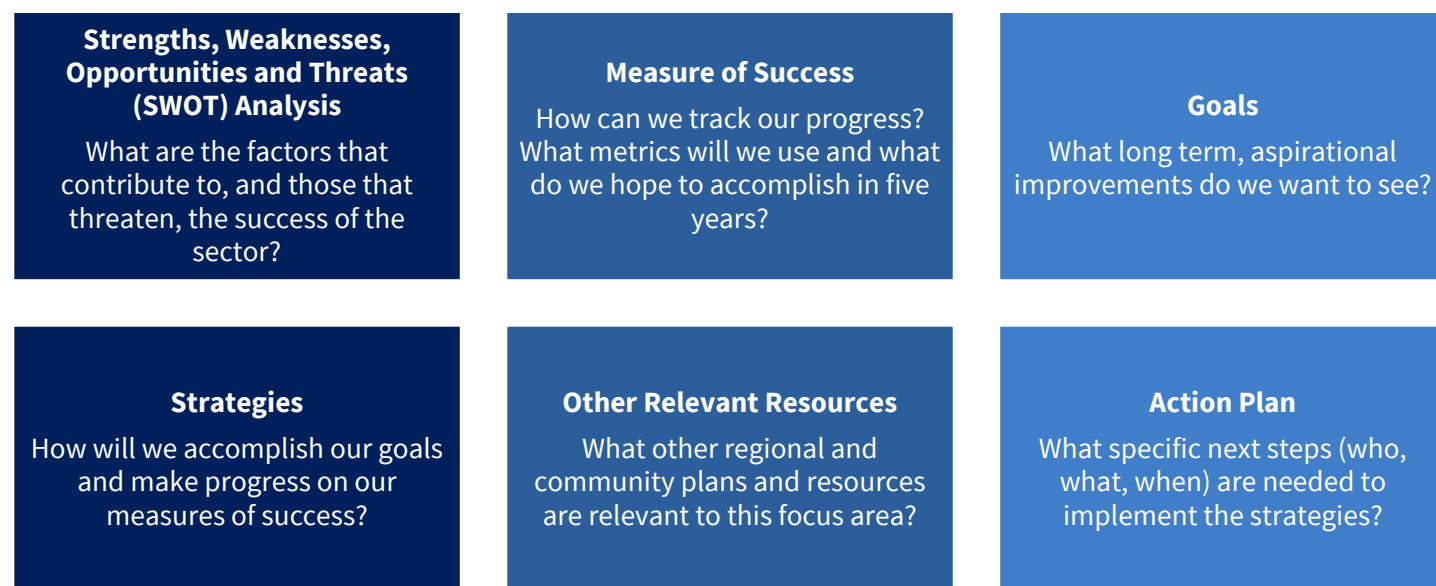 Strengths, Weaknesses,
Opportunities and Threats
(SWOT) Analysis
What are the factors that
contribute to, and those that
threaten, the success of the
sector?
Measure of Success
How can we track our progress?
What metrics will we use and what
do we hope to accomplish in five
years?
Goals
What long term, aspirational
improvements do we want to see?
Strategies
How will we accomplish our goals
and make progress on our
measures of success?
Other Relevant Resources
What other regional and
community plans and resources
are relevant to this focus area?
Action Plan
What specific next steps (who,
what, when) are needed to
implement the strategies?